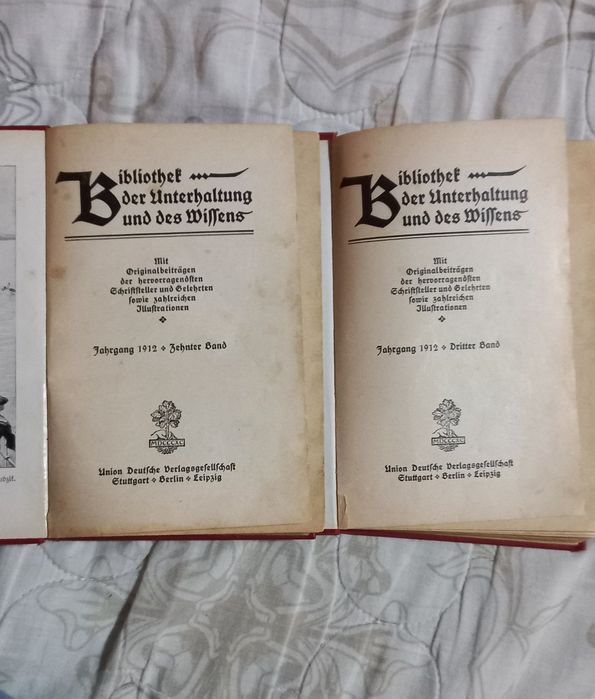 Bibliothek
der Unterhaltung
und des Wissens
Mit
Originalbeiträgen
der hervorragendsten
Schriftsteller und Gelehrten
sowie zahlreichen
Illustrationen
Jahrgang 1912 ❖ Zehnter Band
MDCCCXC
Union Deutsche Verlagsgesellschaft
Stuttgart ❖ Berlin ❖ Leipzig
Bibliothek
der Unterhaltung
und des Wissens
Mit
Originalbeiträgen
der hervorragendsten
Schriftsteller und Gelehrten
sowie zahlreichen
Illustrationen
Jahrgang 1912 ❖ Dritter Band
MDCCCXC
Union Deutsche Verlagsgesellschaft
Stuttgart ❖ Berlin ❖ Leipzig